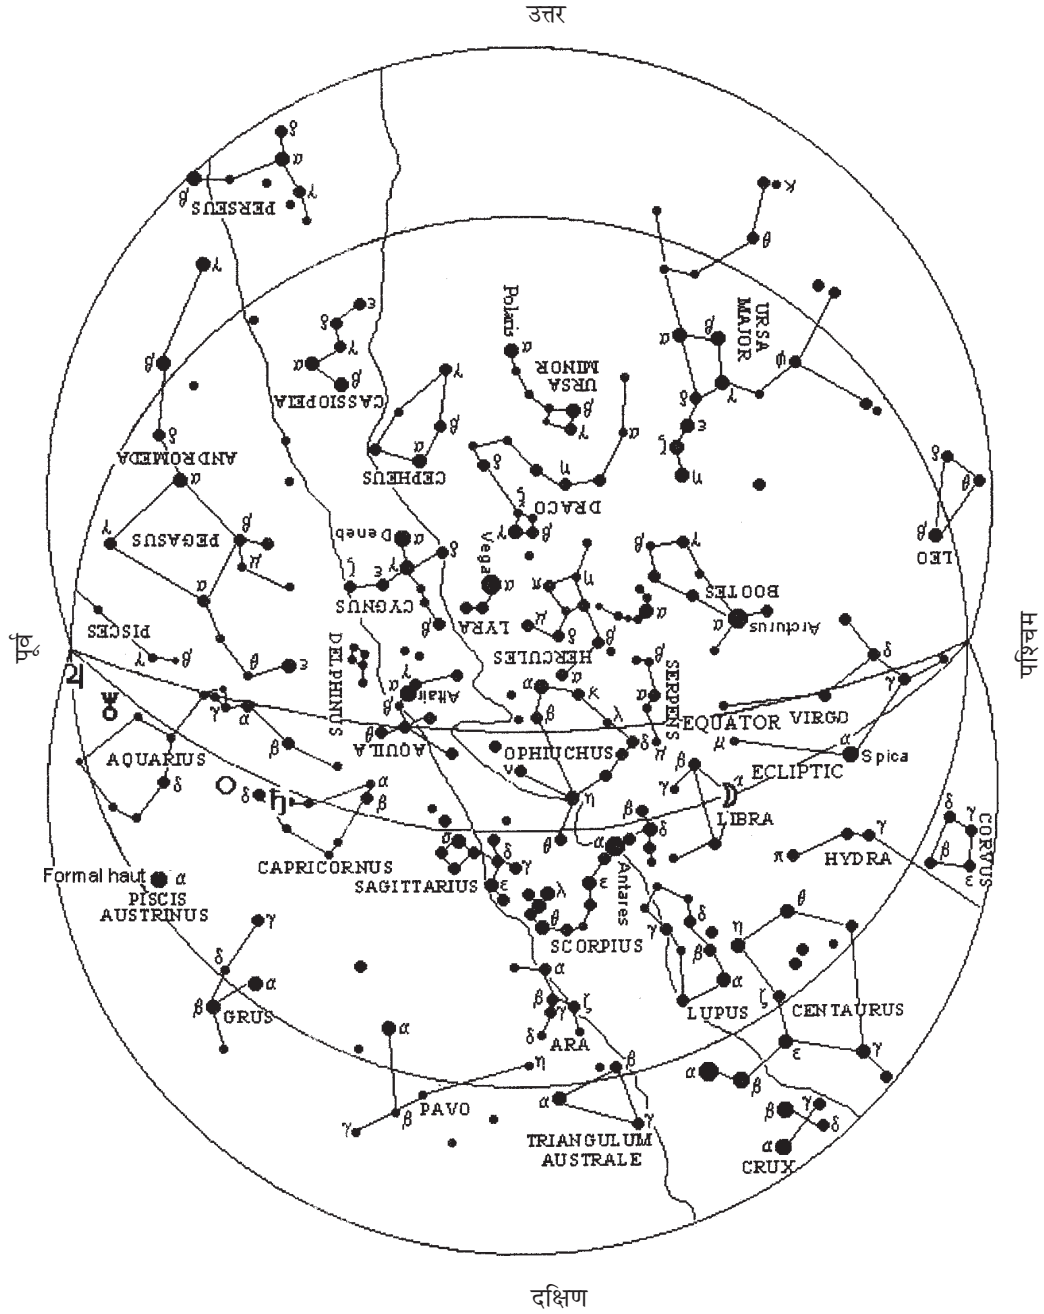 उत्तर
δ
α
β
γ
PERSEUS
κ
θ
γ
Polaris
ε
δ
γ
α
β
CASSIOPEIA
α
URSA MINOR
β
γ
URSA MAJOR
α
β
φ
γ
δ
ε
ζ
η
β
δ
ANDROMEDA
α
γ
β
α
CEPHEUS
α
η
DRACO
δ
ζ
γ
β
δ
θ
β
LEO
γ
PEGASUS
β
μ
α
θ
ε
Deneb
α
γ
ε
ζ
δ
CYGNUS
β
Vega
α
LYRA
π
η
μ
δ
β
HERCULES
α
β
γ
BOOTES
α
Arcturus
पूर्व
पश्चिम
PISCES
γ
β
DELPHINUS
γ
α
Altair
β
θ
AQUILA
α
κ
β
λ
OPHIUCHUS
δ
ν
η
θ
β
α
SERPENS
μ
EQUATOR
VIRGO
δ
γ
μ
α
Spica
ECLIPTIC
♃
♆
γ
α
β
AQUARIUS
δ
δ
♄
α
β
CAPRICORNUS
β
γ
α
LIBRA
Formal haut
α
PISCIS
AUSTRINUS
σ
δ
γ
ε
SAGITTARIUS
λ
θ
SCORPIUS
ε
α
β
δ
Antares
π
γ
HYDRA
δ
γ
β
ε
CORVUS
γ
δ
α
β
GRUS
γ
δ
β
α
LUPUS
θ
η
ζ
CENTAURUS
ε
γ
α
β
α
β
γ
ζ
δ
ARA
α
η
β
γ
PAVO
β
α
γ
TRIANGULUM
AUSTRALE
β
γ
δ
α
CRUX
दक्षिण